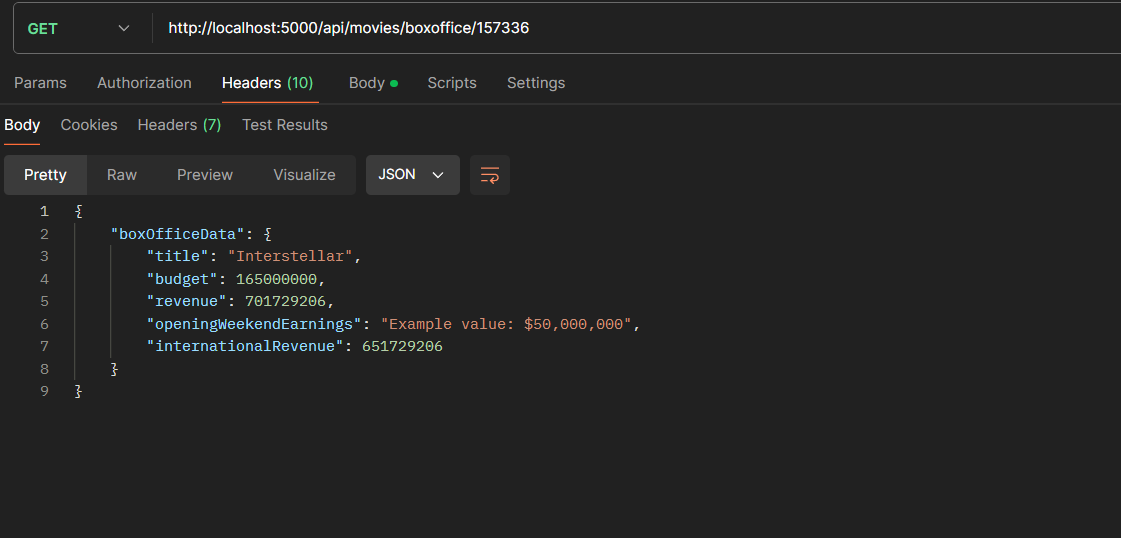 GET http://localhost:5000/api/movies/boxoffice/157336
Params Authorization Headers (10) Body Scripts Settings
Body Cookies Headers (7) Test Results
Pretty Raw Preview Visualize JSON
1 {
2 "boxOfficeData": {
3 "title": "Interstellar",
4 "budget": 165000000,
5 "revenue": 701729206,
6 "openingWeekendEarnings": "Example value: $50,000,000",
7 "internationalRevenue": 651729206
8 }
9 }